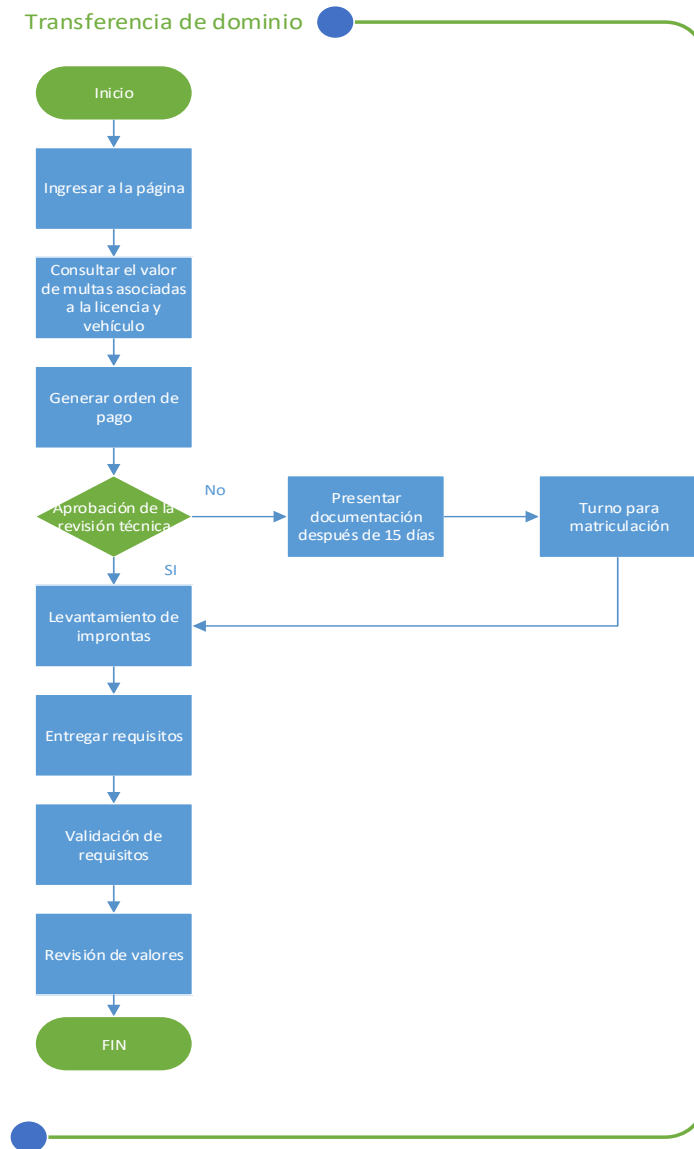 Transferencia de dominio
Inicio
Ingresar a la página
Consultar el valor
de multas asociadas
a la licencia y
vehículo
Generar orden de
pago
Aprobación de la
revisión técnica
No
Presentar
documentación
después de 15 días
Turno para
matriculación
SI
Levantamiento de
improntas
Entregar requisitos
Validación de
requisitos
Revisión de valores
FIN